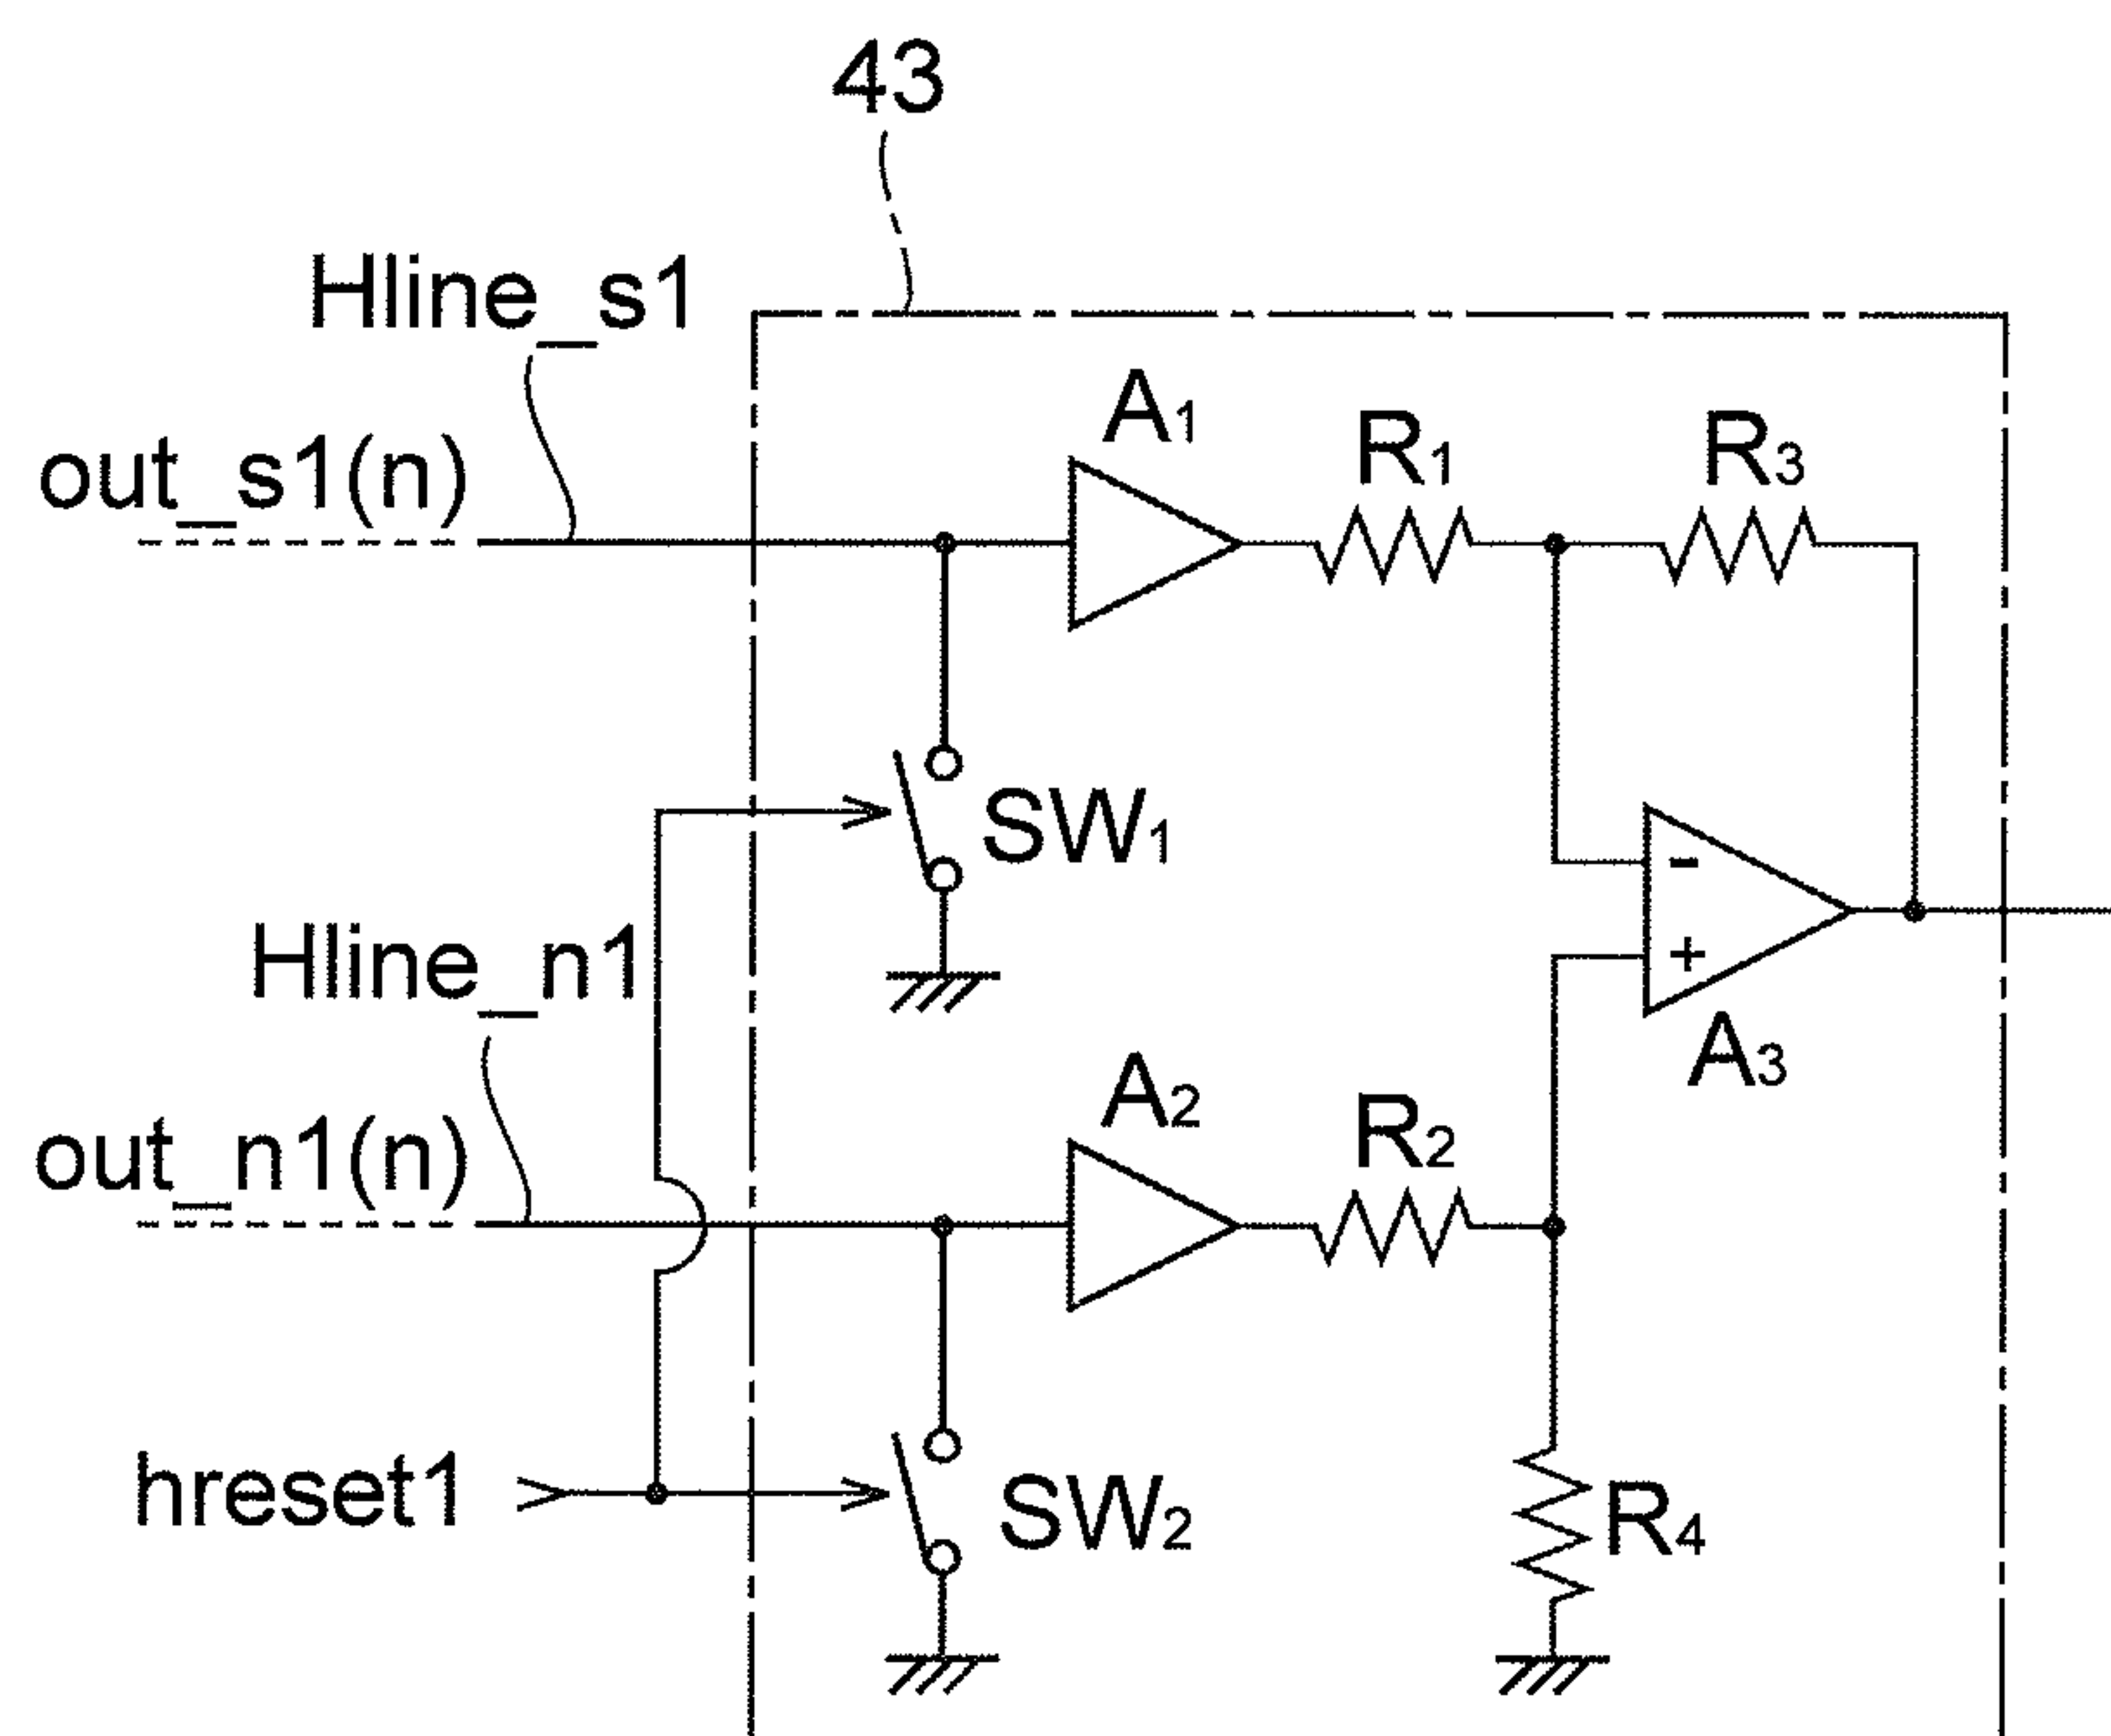 43
Hline_s1
A1
R1
R3
out_s1(n)
SW1
-
Hline_n1
+
A3
A2
R2
out_n1(n)
hreset1
SW2
R4